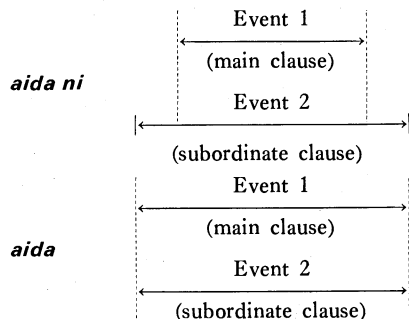 Event 1
(main clause)
aida ni
Event 2
(subordinate clause)
Event 1
(main clause)
aida
Event 2
(subordinate clause)